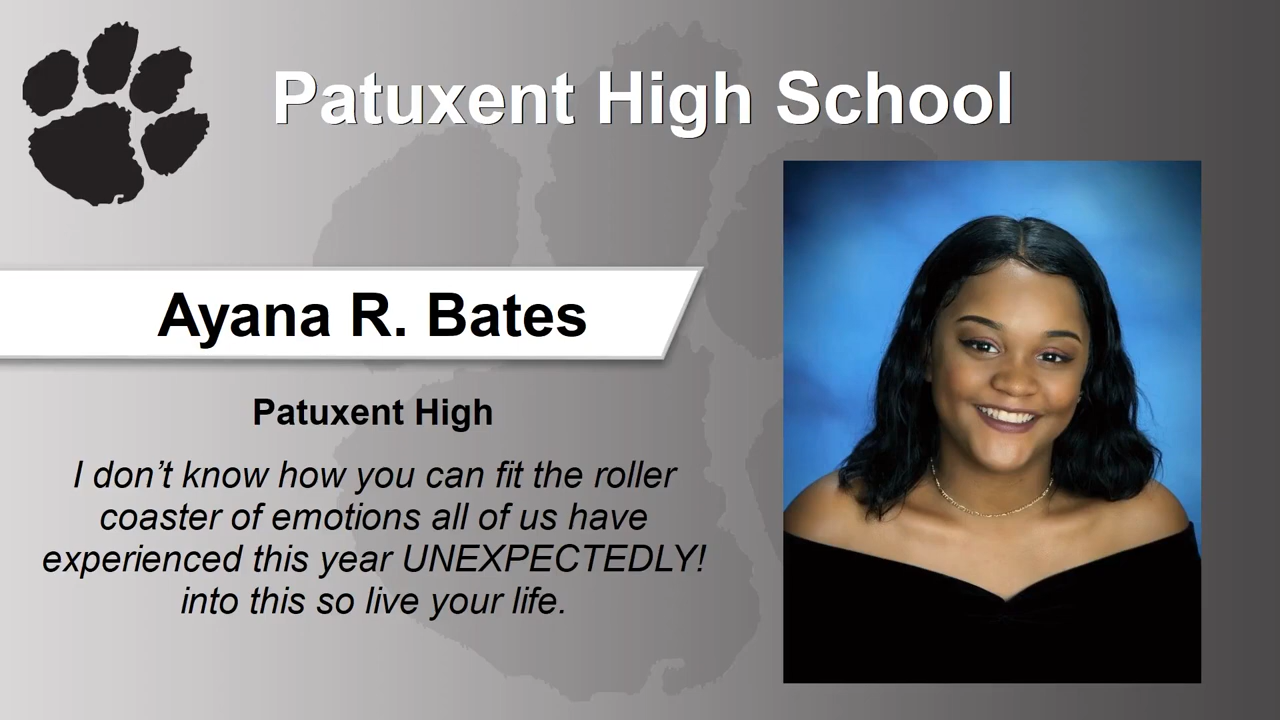 Patuxent High School
Ayana R. Bates
Patuxent High
I don’t know how you can fit the roller
coaster of emotions all of us have
experienced this year UNEXPECTEDLY!
into this so live your life.